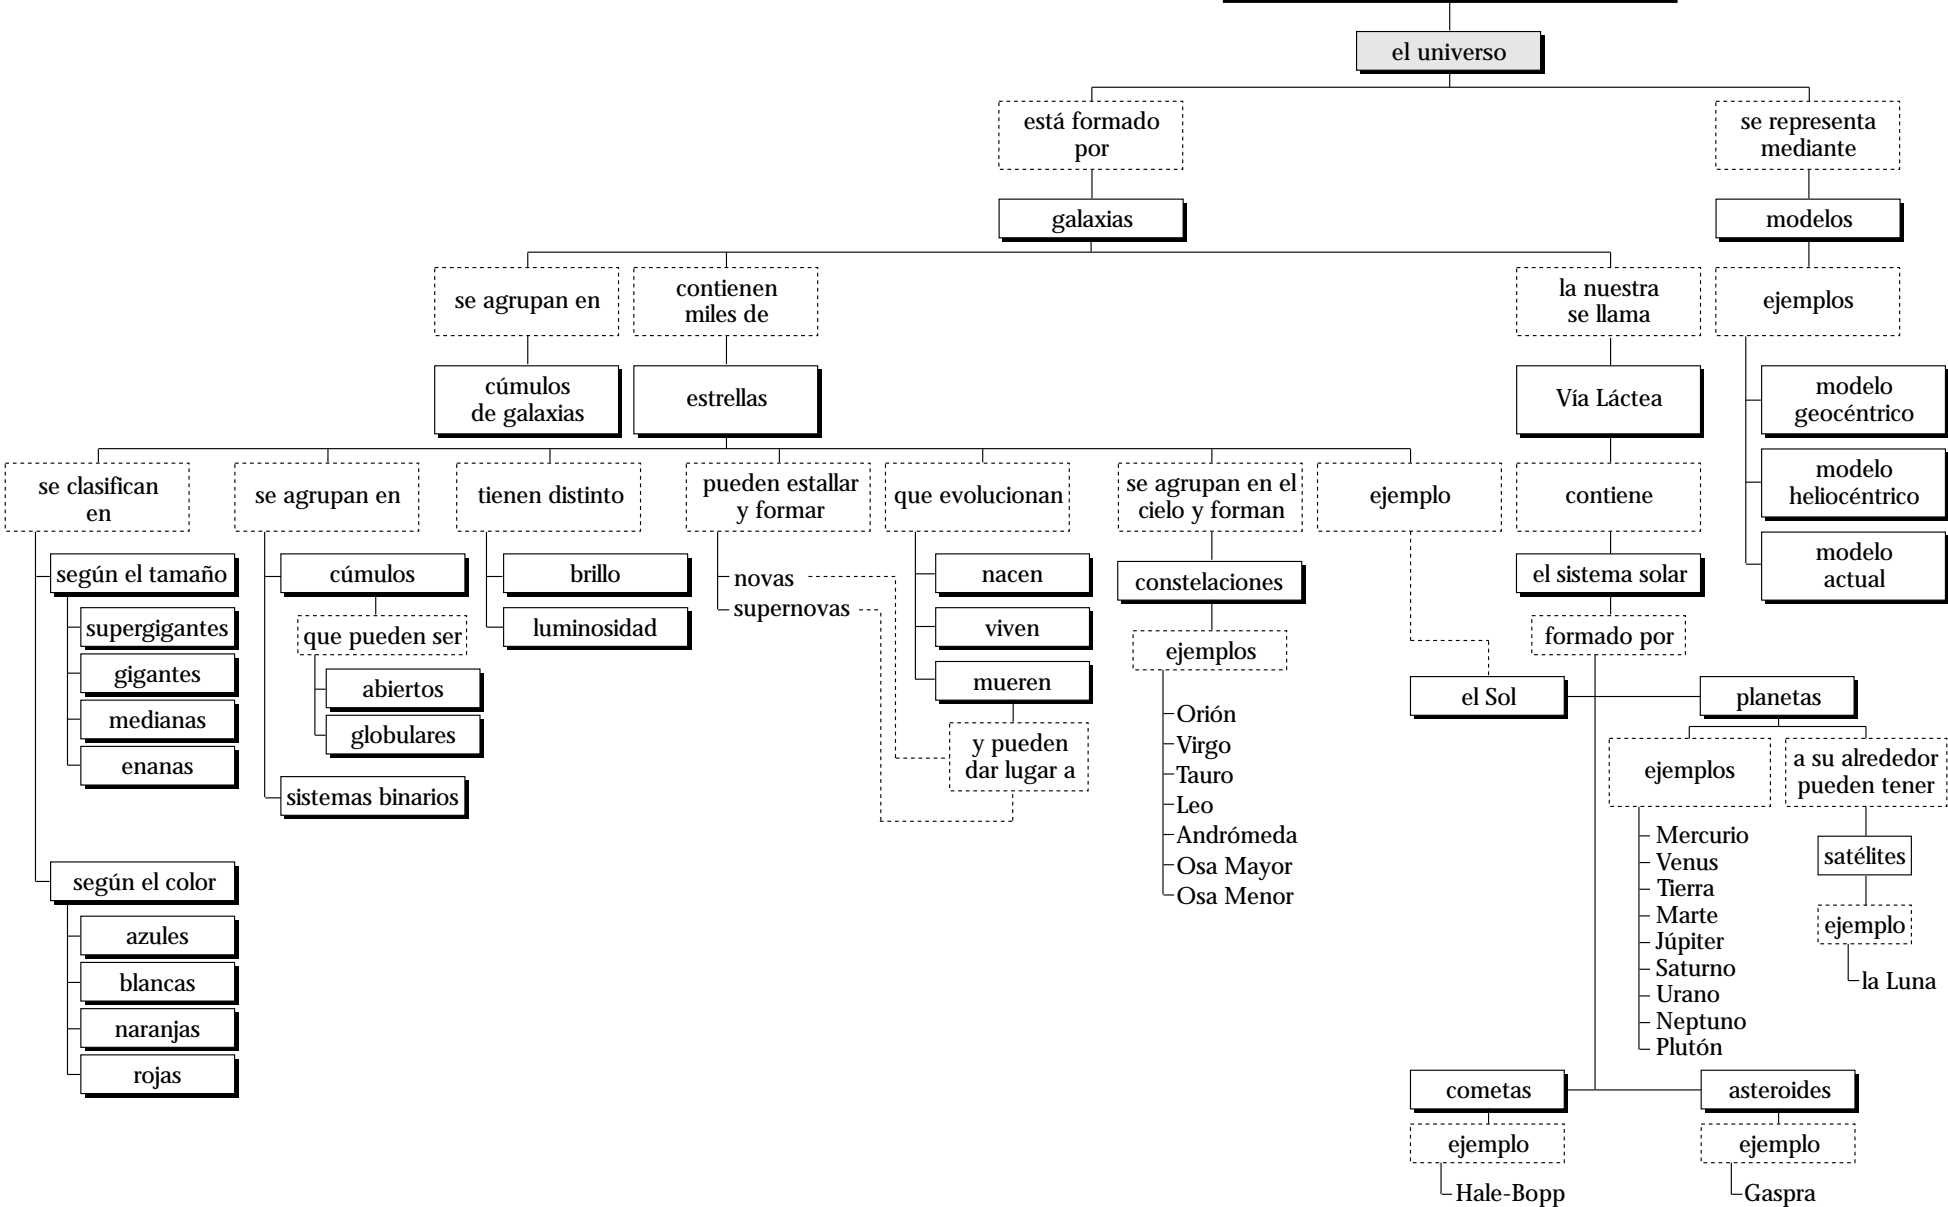 el universo
está formado
por
se representa
mediante
galaxias
modelos
se agrupan en
contienen
miles de
la nuestra
se llama
ejemplos
cúmulos
de galaxias
estrellas
Vía Láctea
modelo
geocéntrico
modelo
heliocéntrico
modelo
actual
se clasifican
en
se agrupan en
tienen distinto
pueden estallar
y formar
que evolucionan
se agrupan en el
cielo y forman
ejemplo
contiene
según el tamaño
supergigantes
gigantes
medianas
enanas
según el color
azules
blancas
naranjas
rojas
cúmulos
que pueden ser
abiertos
globulares
sistemas binarios
brillo
luminosidad
novas
supernovas
nacen
viven
mueren
y pueden
dar lugar a
constelaciones
ejemplos
Orión
Virgo
Tauro
Leo
Andrómeda
Osa Mayor
Osa Menor
el sistema solar
formado por
el Sol
planetas
ejemplos
Mercurio
Venus
Tierra
Marte
Júpiter
Saturno
Urano
Neptuno
Plutón
a su alrededor
pueden tener
satélites
ejemplo
la Luna
cometas
ejemplo
Hale-Bopp
asteroides
ejemplo
Gaspra